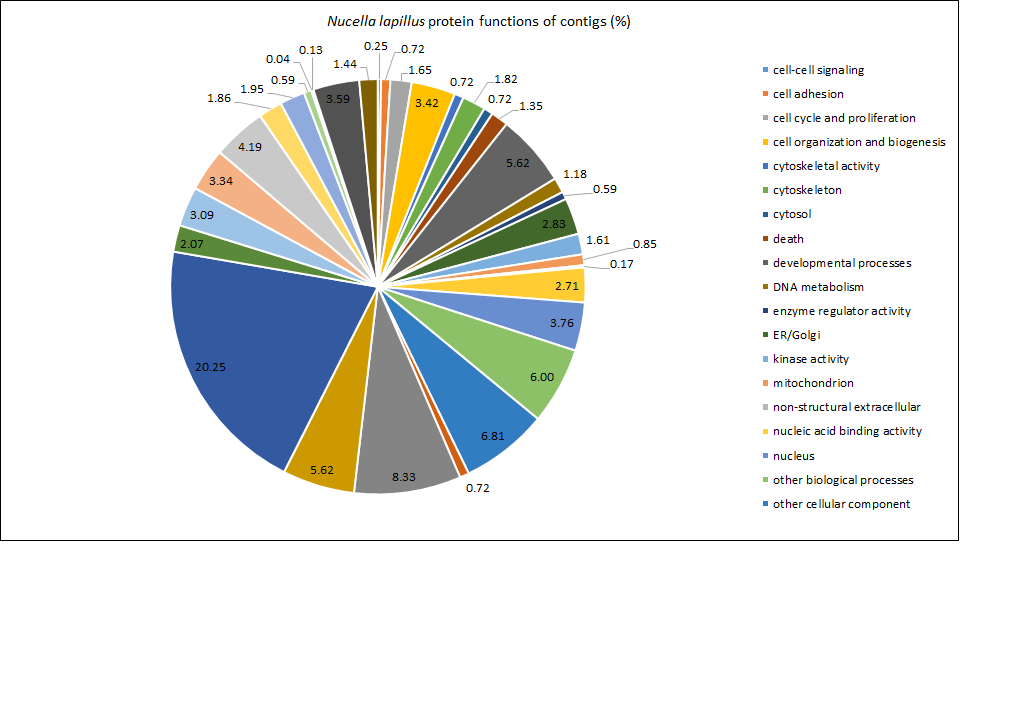 Nucella lapillus protein functions of contigs (%)
0.25
0.72
1.65
3.42
0.72
1.82
0.72
1.35
5.62
1.18
0.59
2.83
1.61
0.85
0.17
2.71
3.76
6.00
6.81
0.72
8.33
5.62
20.25
2.07
3.09
3.34
4.19
1.86
1.95
0.59
0.04
0.13
3.59
1.44
cell-cell signaling
cell adhesion
cell cycle and proliferation
cell organization and biogenesis
cytoskeletal activity
cytoskeleton
cytosol
death
developmental processes
DNA metabolism
enzyme regulator activity
ER/Golgi
kinase activity
mitochondrion
non-structural extracellular
nucleic acid binding activity
nucleus
other biological processes
other cellular component